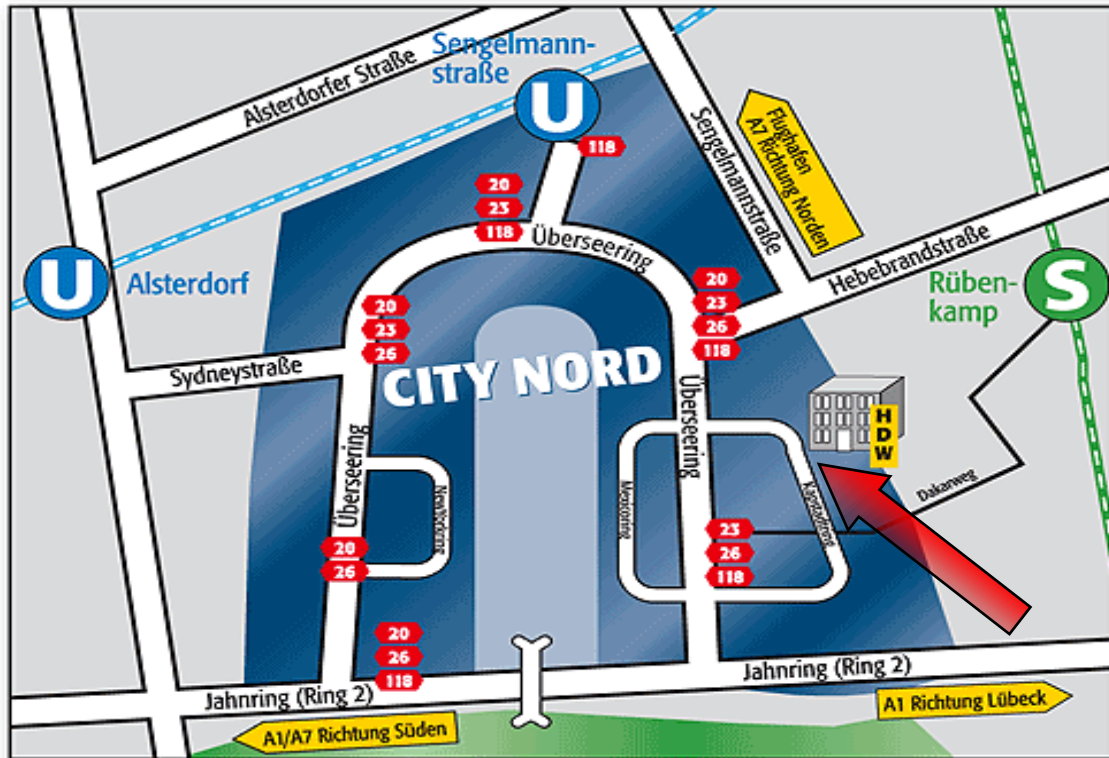 Sengelmann-
straße
U
Alsterdorfer Straße
118
20
23
118
Überseering
Sengelmannstraße
Flughafen
A7 Richtung Norden
Hebebrandstraße
U
Alsterdorf
Rüben-
kamp
S
20
23
26
20
23
26
118
Sydneystraße
CITY NORD
Überseering
Überseering
HDW
Mexicoring
Kapstadtring
Dakarweg
20
26
23
26
118
20
26
118
Jahnring (Ring 2)
Jahnring (Ring 2)
A1/A7 Richtung Süden
A1 Richtung Lübeck